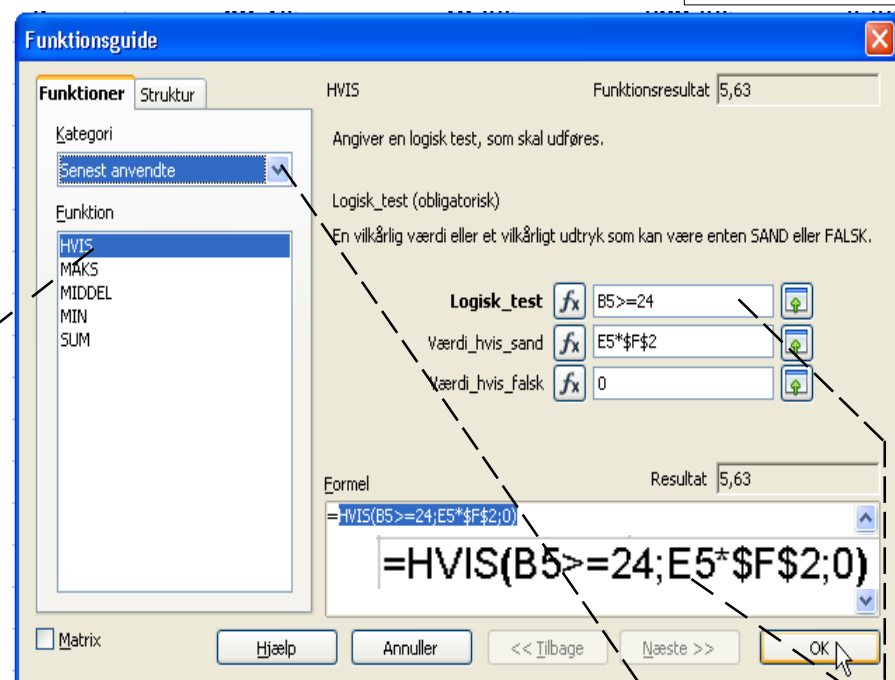 Funktionsguide
Funktioner Struktur
Kategori
Senest anvendte
Funktion
HVIS
MAKS
MIDDEL
MIN
SUM
Matrix
HVIS Funktionsresultat 5,63
Angiver en logisk test, som skal udføres.
Logisk_test (obligatorisk)
En vilkårlig værdi eller et vilkårligt udtryk som kan være enten SAND eller FALSK.
Logisk_test fx B5>=24
Værdi_hvis_sand fx E5*$F$2
Værdi_hvis_falsk fx 0
Formel Resultat 5,63
=HVIS(B5>=24;E5*$F$2;0)
=HVIS(B5>=24;E5*$F$2;0)
Hjælp Annuller << Tilbage Næste >> OK